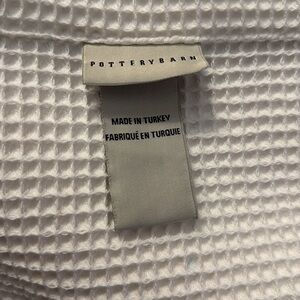 POTTERYBARN
MADE IN TURKEY
FABRIQUÉ EN TURQUIE